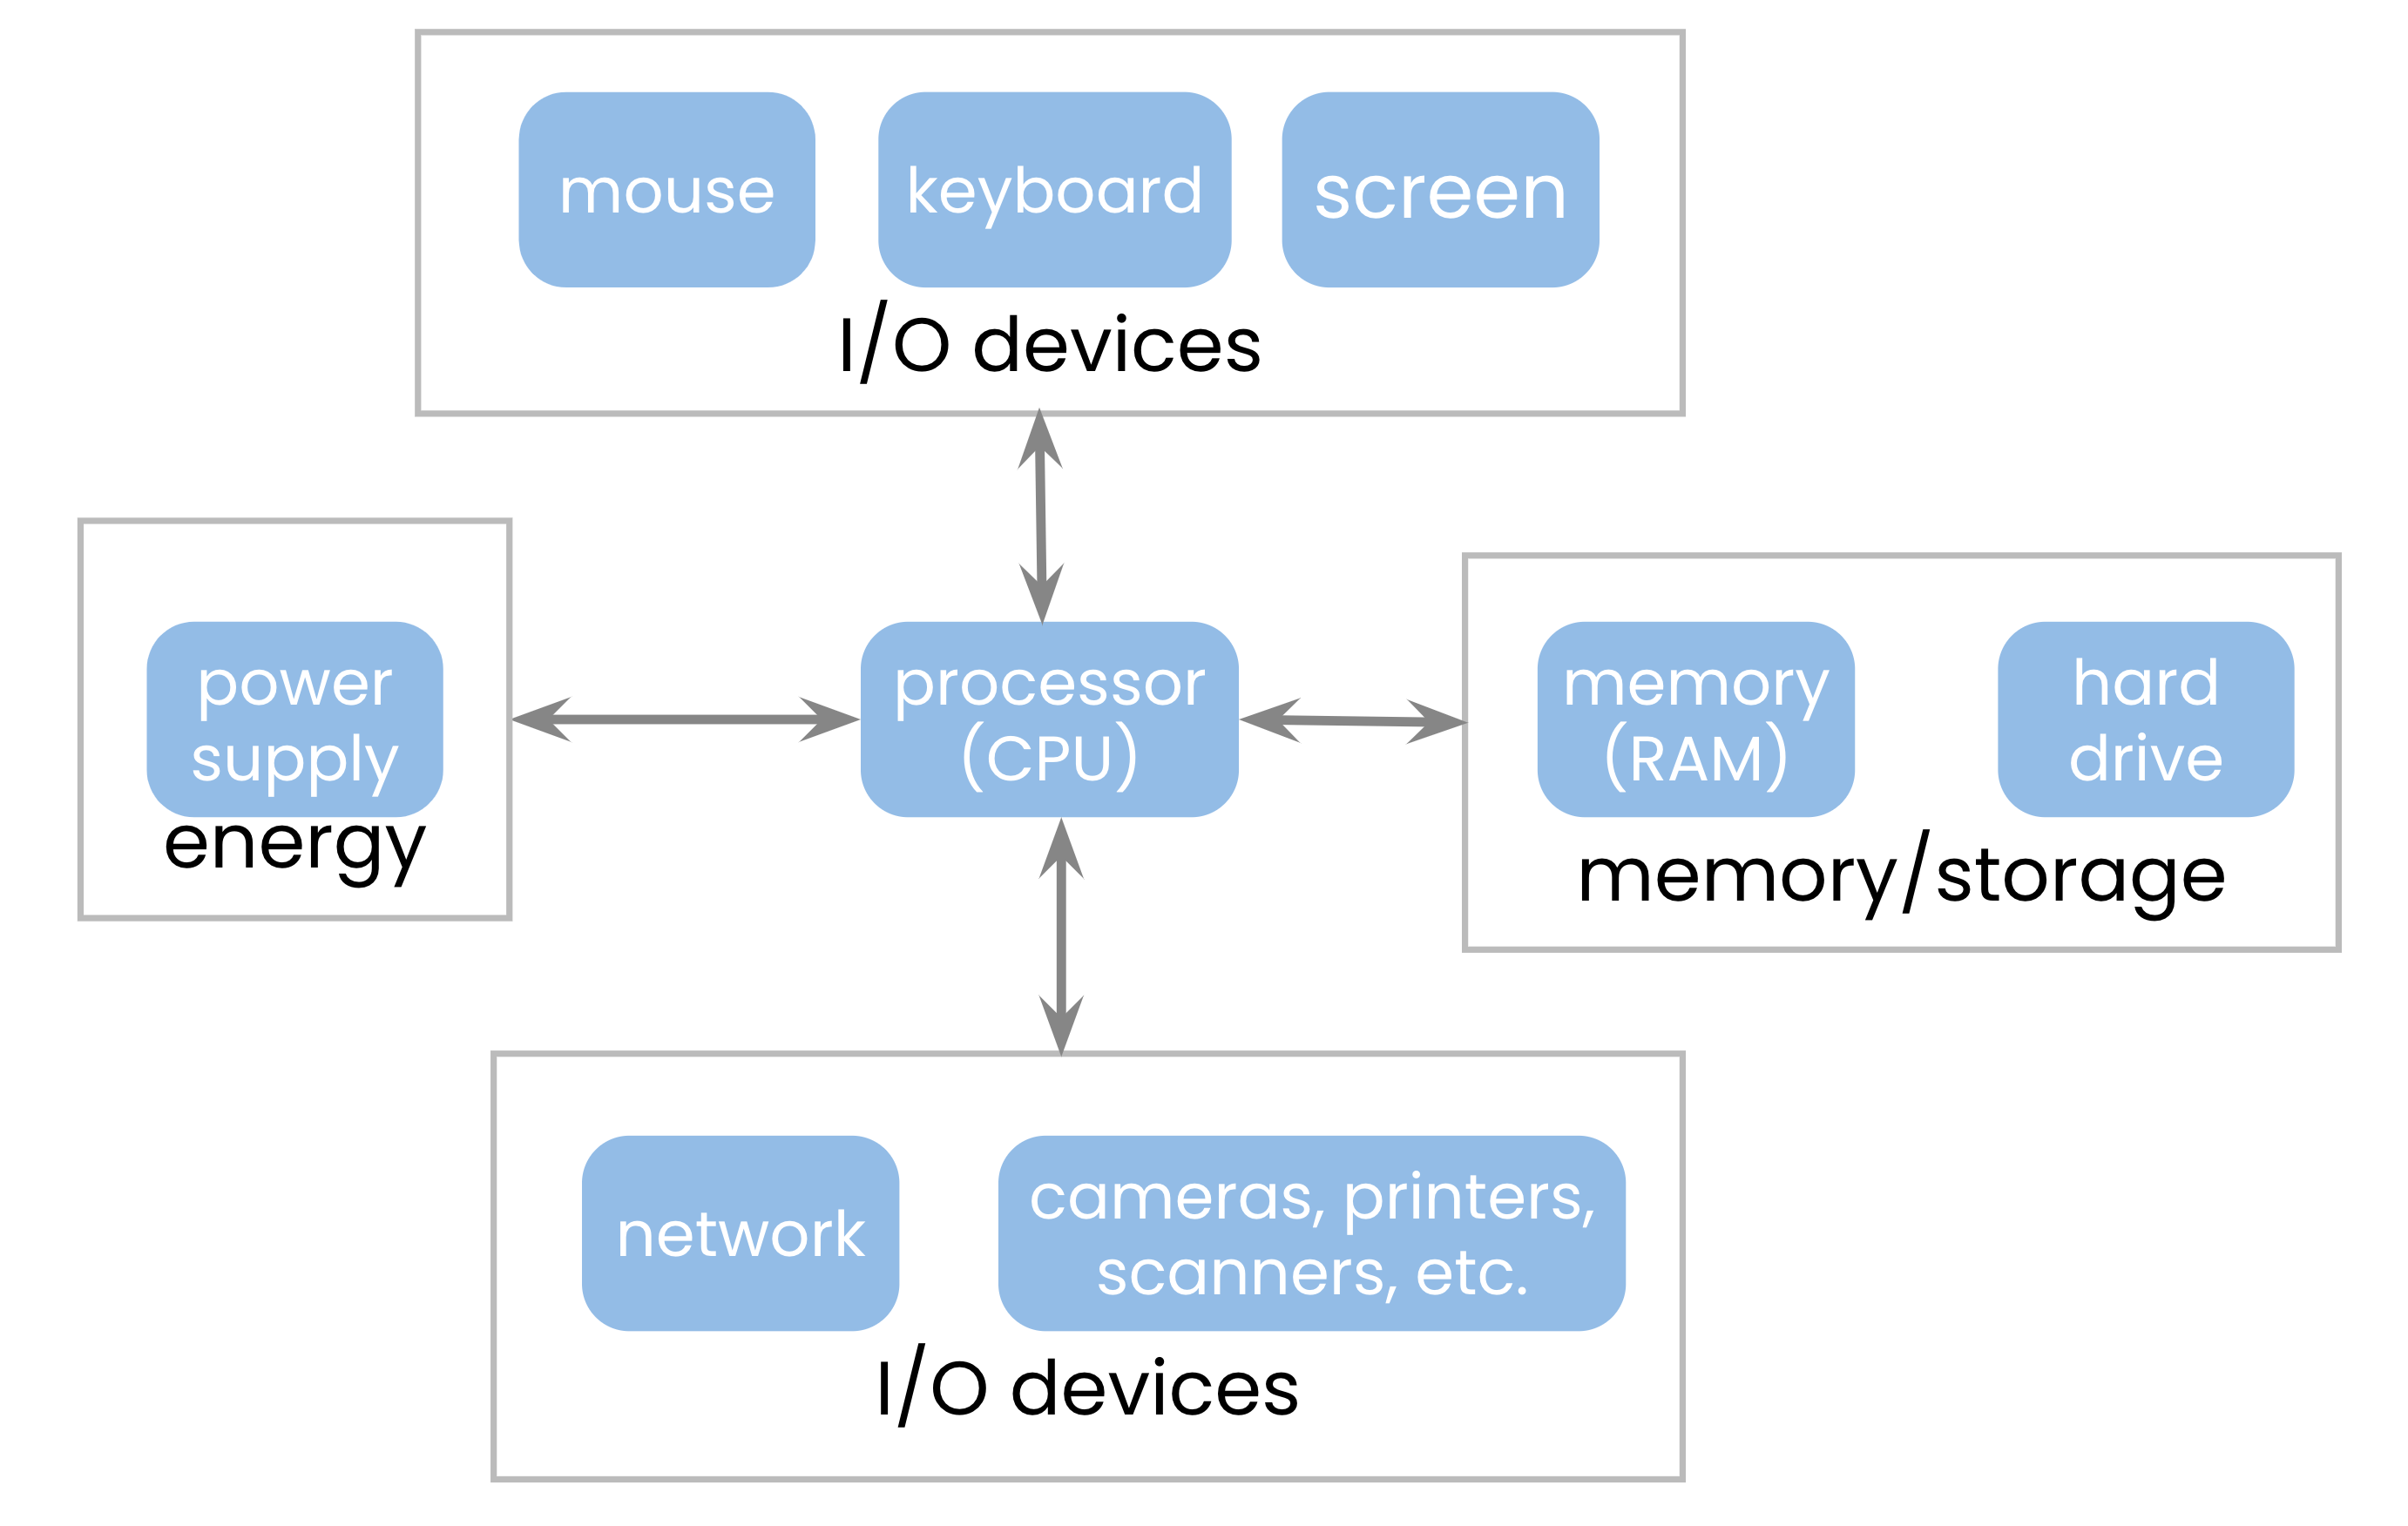 mouse
keyboard
screen
I/O devices
power
supply
energy
processor
(CPU)
memory
(RAM)
hard
drive
memory/storage
network
cameras, printers,
scanners, etc.
I/O devices